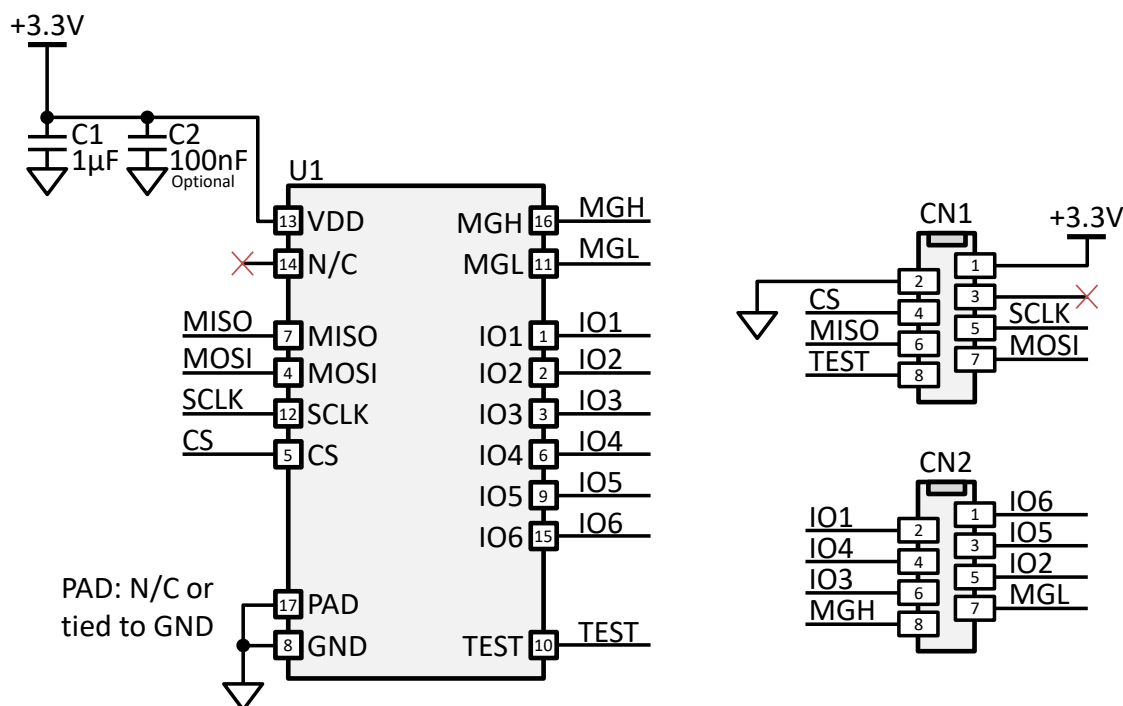 +3.3V
C1
1µF
C2
100nF
Optional
U1
13 VDD
14 N/C
MISO 7 MISO
MOSI 4 MOSI
SCLK 12 SCLK
CS 5 CS
PAD: N/C or
tied to GND
17 PAD
8 GND
MGH 16 MGH
MGL 11 MGL
IO1 1 IO1
IO2 2 IO2
IO3 3 IO3
IO4 6 IO4
IO5 9 IO5
IO6 15 IO6
TEST 10 TEST
CN1
+3.3V
1
2
3
CS 4
5 SCLK
MISO 6
7 MOSI
TEST 8
CN2
1 IO6
IO1 2
3 IO5
IO4 4
5 IO2
IO3 6
7 MGL
MGH 8